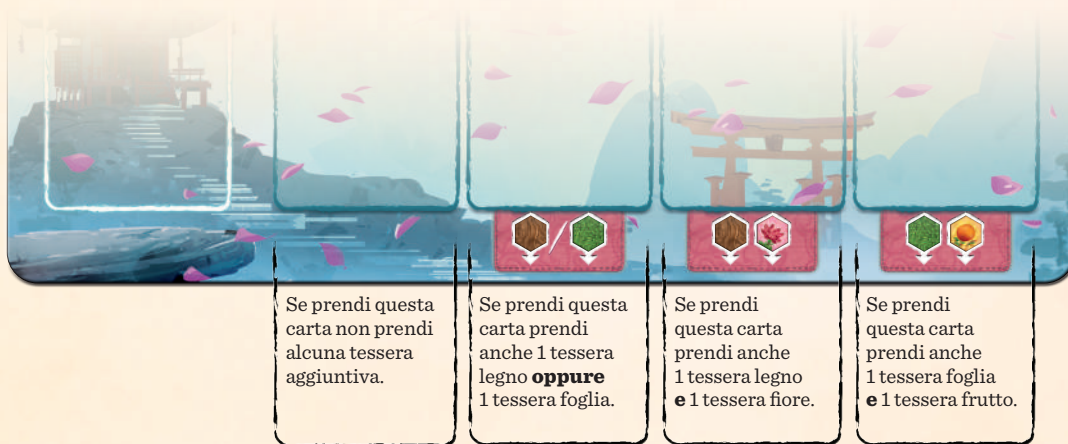 Se prendi questa
carta non prendi
alcuna tessera
aggiuntiva.
Se prendi questa
carta prendi
anche 1 tessera
legno oppure
1 tessera foglia.
Se prendi
questa carta
prendi anche
1 tessera legno
e 1 tessera fiore.
Se prendi
questa carta
prendi anche
1 tessera foglia
e 1 tessera frutto.